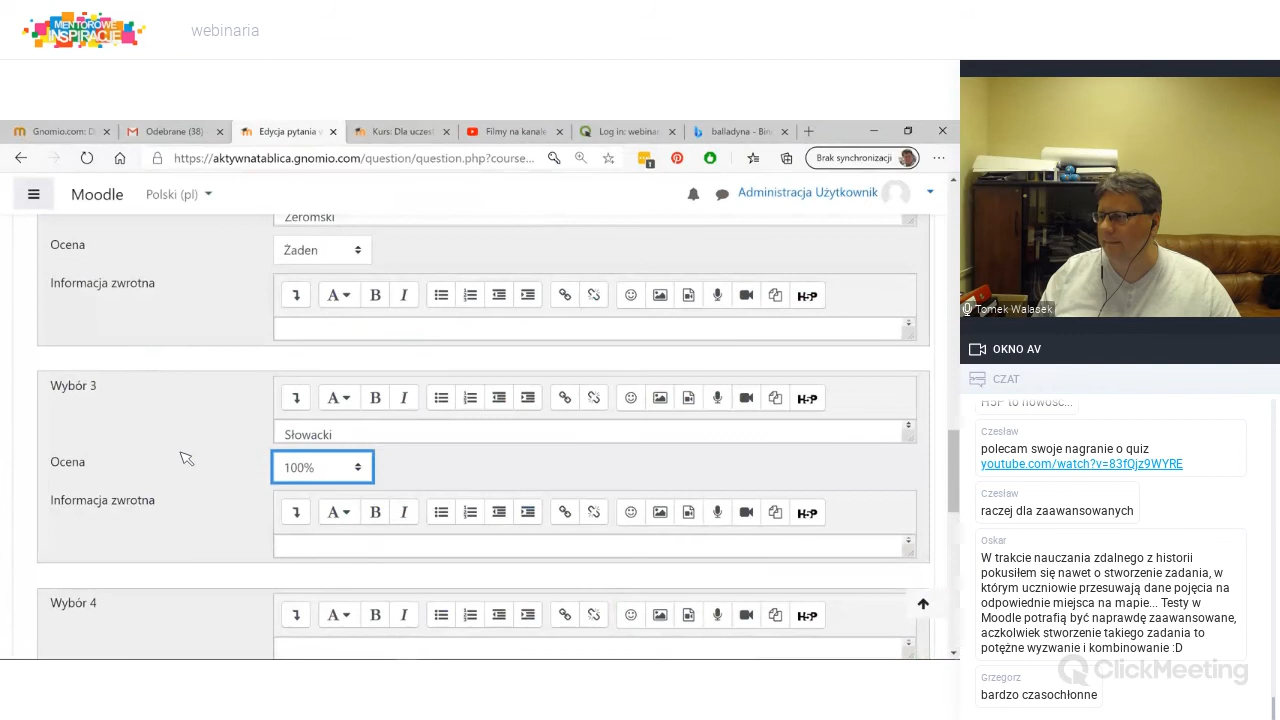 MENTOROWE
INSPIRACJE
webinaria
Gnomio.com: D
Odebrane (38)
Edycja pytania w
Kurs: Dla uczest
Filmy na kanale
Log in: webinar
balladyna - Bin
https://aktywnatablica.gnomio.com/question/question.php?course...
Brak synchronizacji
Moodle
Polski (pl)
Administracja Użytkownik
Żeromski
Ocena
Żaden
Informacja zwrotna
A B I H-P
Wybór 3
A B I H-P
Słowacki
Ocena
100%
Informacja zwrotna
A B I H-P
Wybór 4
A B I H-P
Tomek Walasek
OKNO AV
CZAT
H5P to nowość...
Czesław
polecam swoje nagranie o quiz
youtube.com/watch?v=83fQjz9WYRE
Czesław
raczej dla zaawansowanych
Oskar
W trakcie nauczania zdalnego z historii
pokusiłem się nawet o stworzenie zadania, w
którym uczniowie przesuwają dane pojęcia na
odpowiednie miejsca na mapie... Testy w
Moodle potrafią być naprawdę zaawansowane,
aczkolwiek stworzenie takiego zadania to
potężne wyzwanie i kombinowanie :D
ClickMeeting
Grzegorz
bardzo czasochłonne